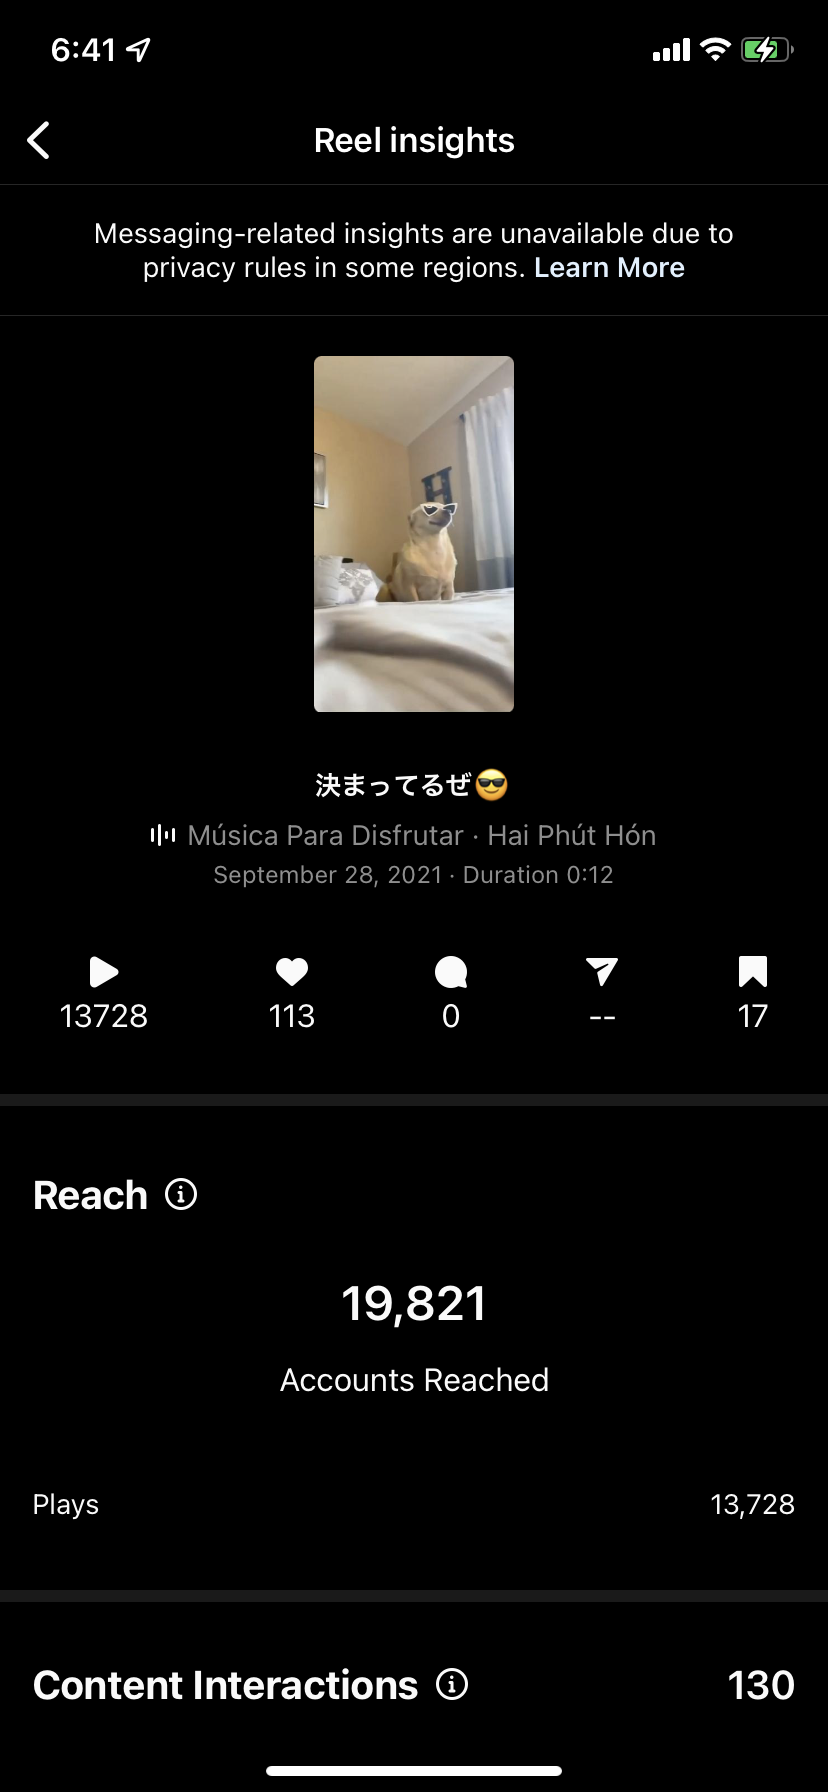 6:41
Reel insights
Messaging-related insights are unavailable due to
privacy rules in some regions. Learn More
H
決まってるぜ😎
Música Para Disfrutar · Hai Phút Hón
September 28, 2021 · Duration 0:12
13728 113 0 -- 17
Reach
19,821
Accounts Reached
Plays 13,728
Content Interactions 130